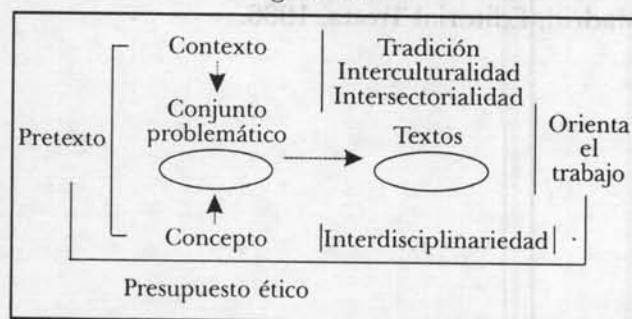 Contexto
Tradición
Interculturalidad
Intersectorialidad
Pretexto
Conjunto
problemático
Textos
Orienta
el
trabajo
Concepto
|Interdisciplinariedad|
Presupuesto ético